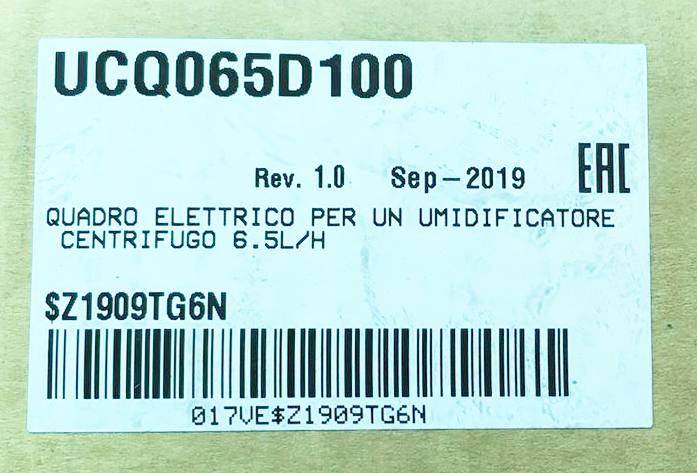 UCQ065D100
Rev. 1.0 Sep-2019 EAC
QUADRO ELETTRICO PER UN UMIDIFICATORE
CENTRIFUGO 6.5L/H
$Z1909TG6N
017VE$Z1909TG6N